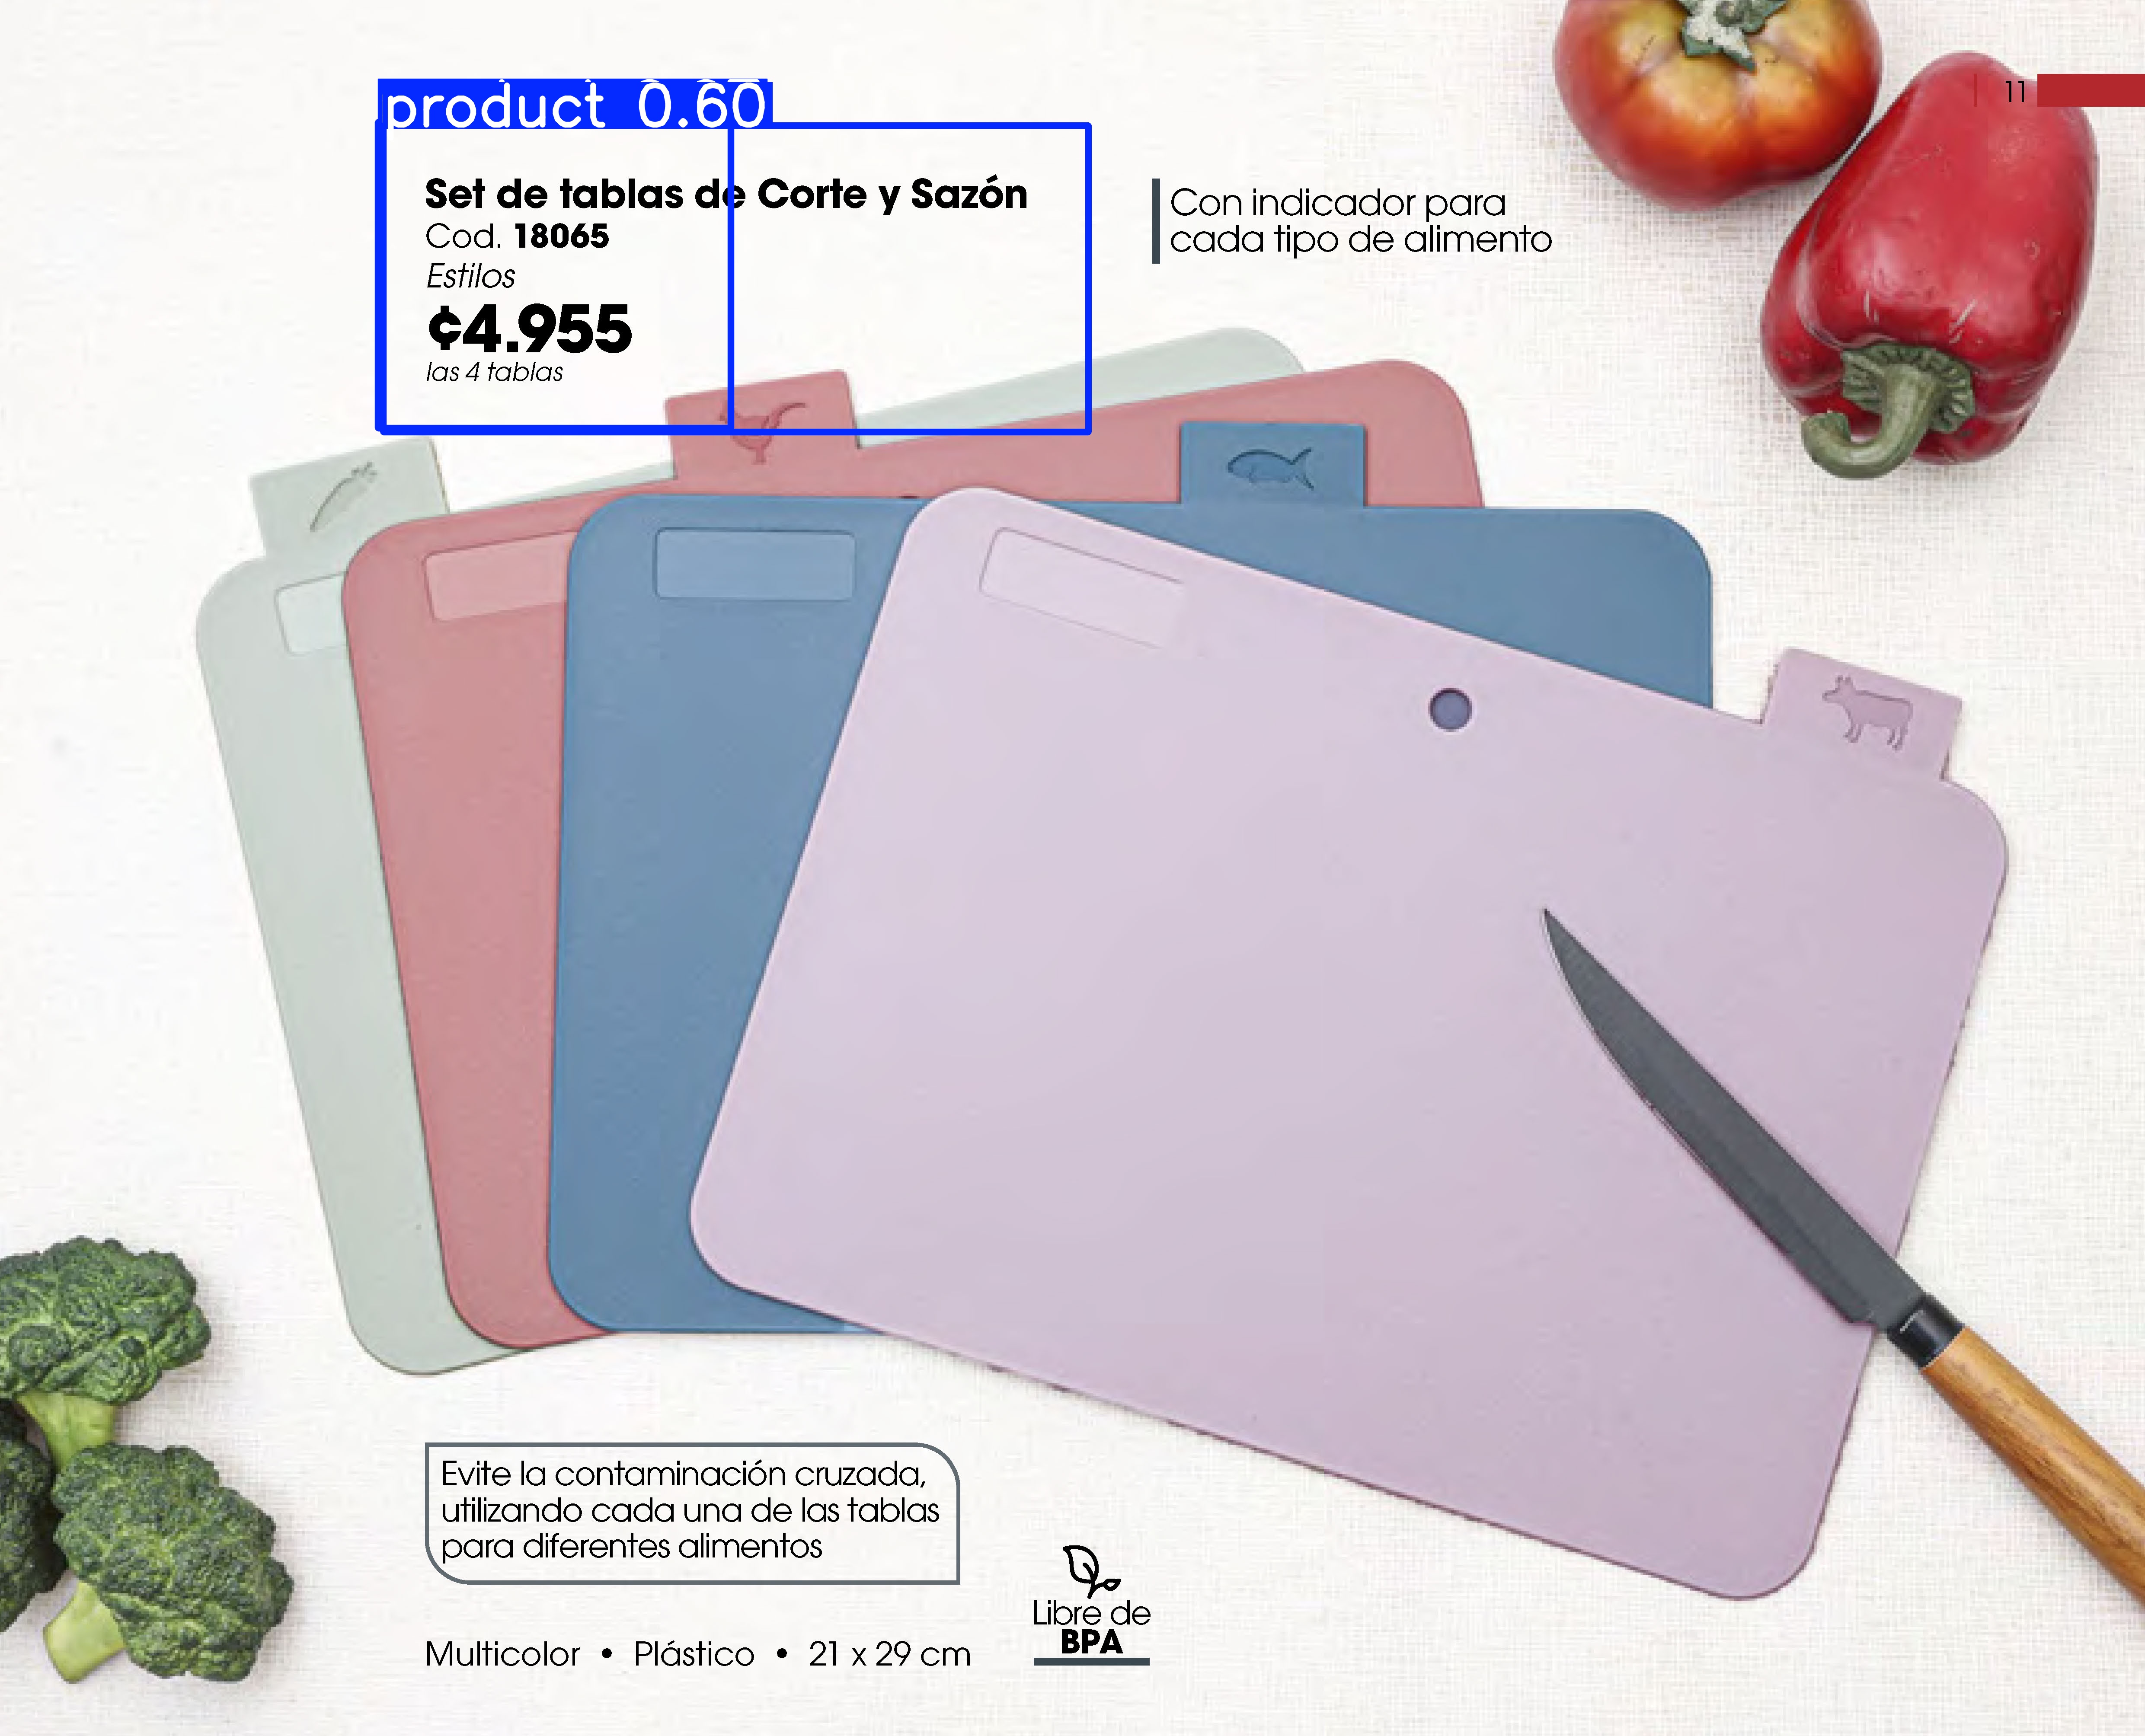 product 0.60
11
Set de tablas de Corte y Sazón
Cod. 18065
Estilos
¢4.955
las 4 tablas
Con indicador para
cada tipo de alimento
Evite la contaminación cruzada,
utilizando cada una de las tablas
para diferentes alimentos
Multicolor • Plástico • 21 x 29 cm
Libre de
BPA